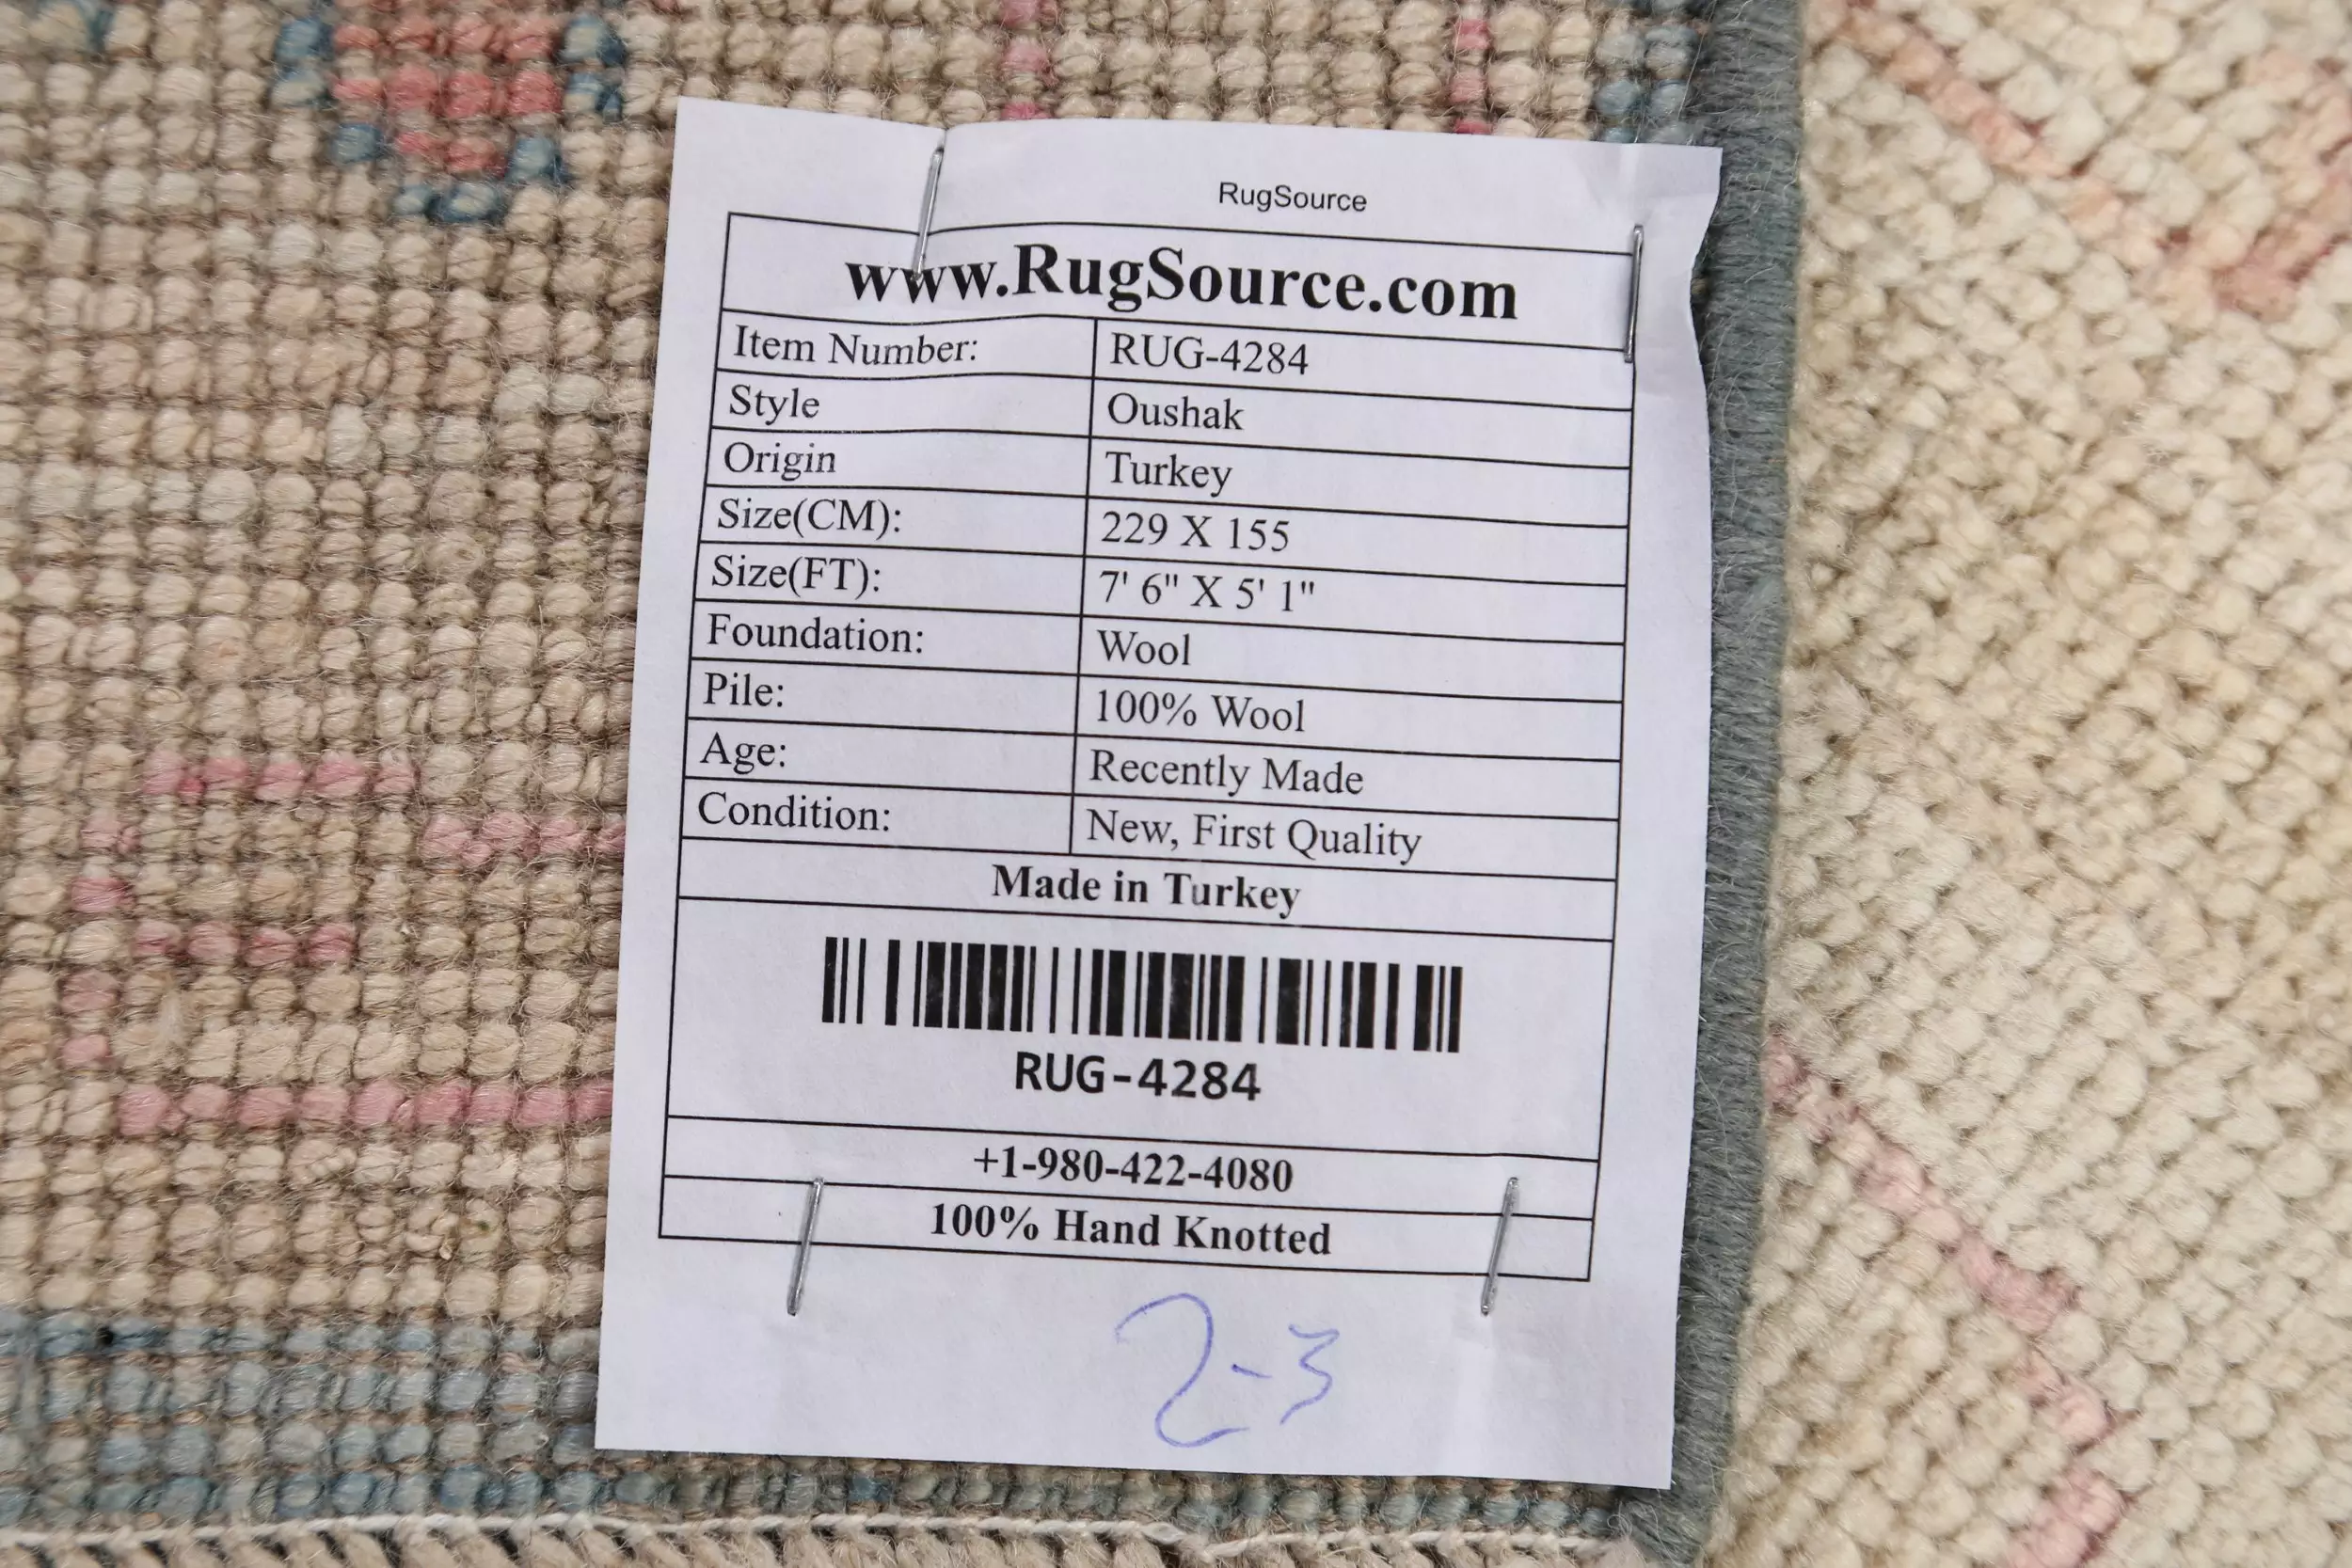 RugSource
www.RugSource.com
Item Number: RUG-4284
Style Oushak
Origin Turkey
Size(CM): 229 X 155
Size(FT): 7' 6" X 5' 1"
Foundation: Wool
Pile: 100% Wool
Age: Recently Made
Condition: New, First Quality
Made in Turkey
RUG-4284
+1-980-422-4080
100% Hand Knotted
2-3